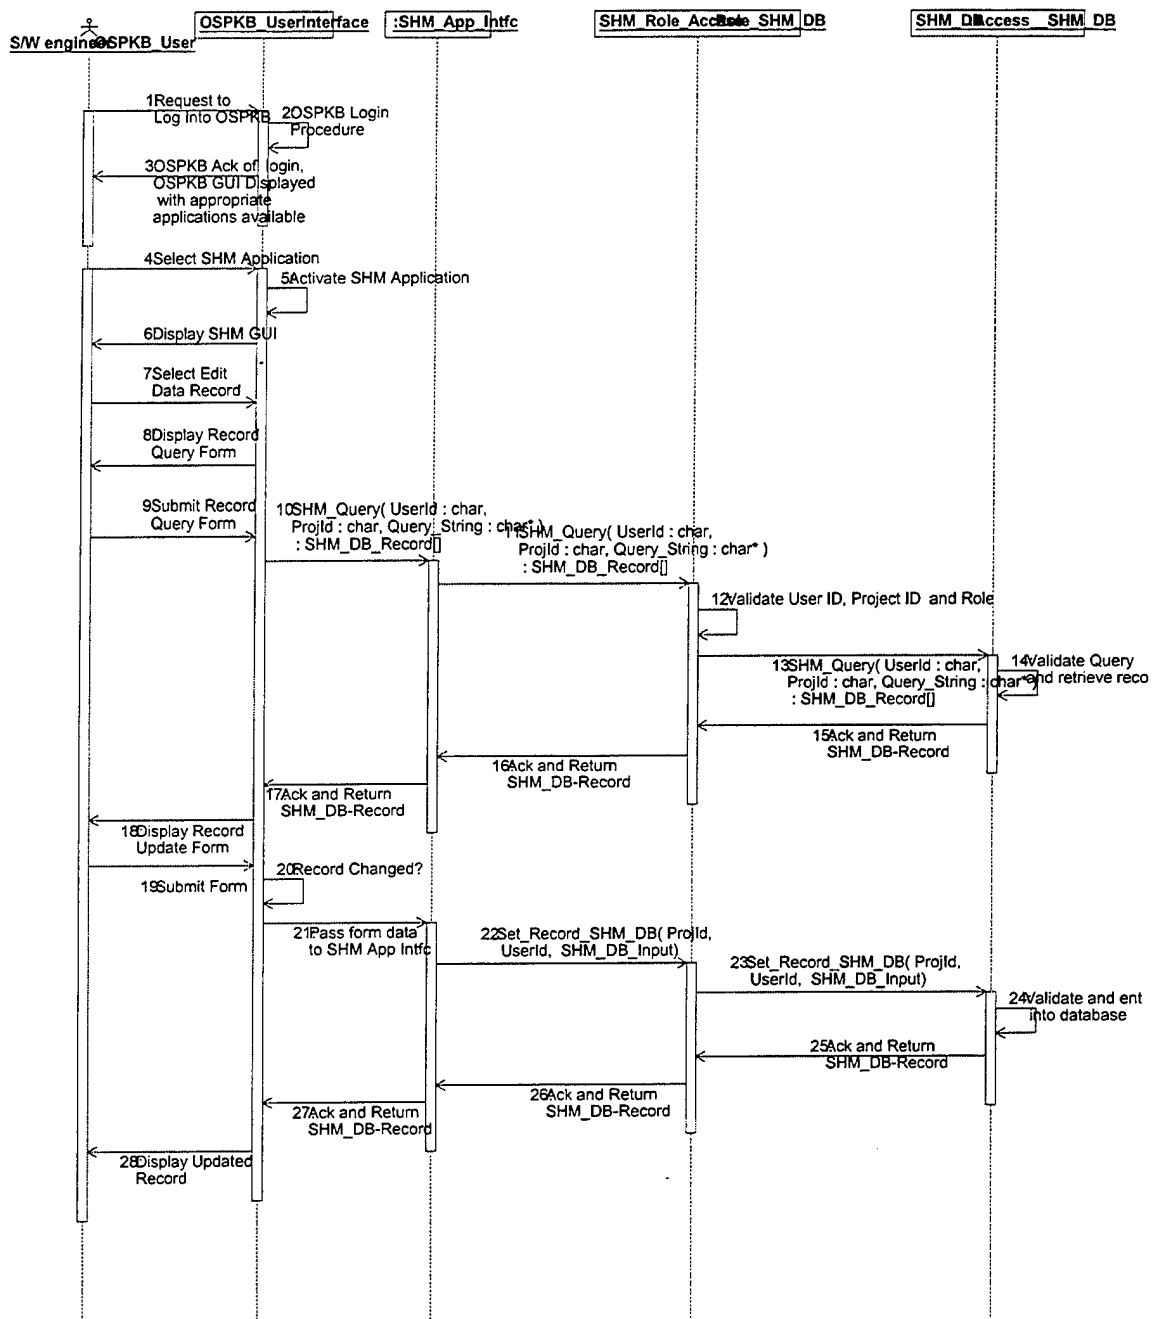 OSPKB_UserInterface
:SHM_App_Intfc
SHM_Role_Access
Role_SHM_DB
SHM_DB
Access__SHM_DB
S/W engineer
OSPKB_User
1Request to
Log into OSPKB
2OSPKB Login
Procedure
3OSPKB Ack of login,
OSPKB GUI Displayed
with appropriate
applications available
4Select SHM Application
5Activate SHM Application
6Display SHM GUI
7Select Edit
Data Record
8Display Record
Query Form
9Submit Record
Query Form
10SHM_Query( UserId : char,
ProjId : char, Query_String : char* )
: SHM_DB_Record[]
11SHM_Query( UserId : char,
ProjId : char, Query_String : char* )
: SHM_DB_Record[]
12Validate User ID, Project ID and Role
13SHM_Query( UserId : char,
ProjId : char, Query_String : char* )
: SHM_DB_Record[]
14Validate Query
and retrieve reco
15Ack and Return
SHM_DB-Record
16Ack and Return
SHM_DB-Record
17Ack and Return
SHM_DB-Record
18Display Record
Update Form
19Submit Form
20Record Changed?
21Pass form data
to SHM App Intfc
22Set_Record_SHM_DB( ProjId,
UserId, SHM_DB_Input)
23Set_Record_SHM_DB( ProjId,
UserId, SHM_DB_Input)
24Validate and ent
into database
25Ack and Return
SHM_DB-Record
26Ack and Return
SHM_DB-Record
27Ack and Return
SHM_DB-Record
28Display Updated
Record